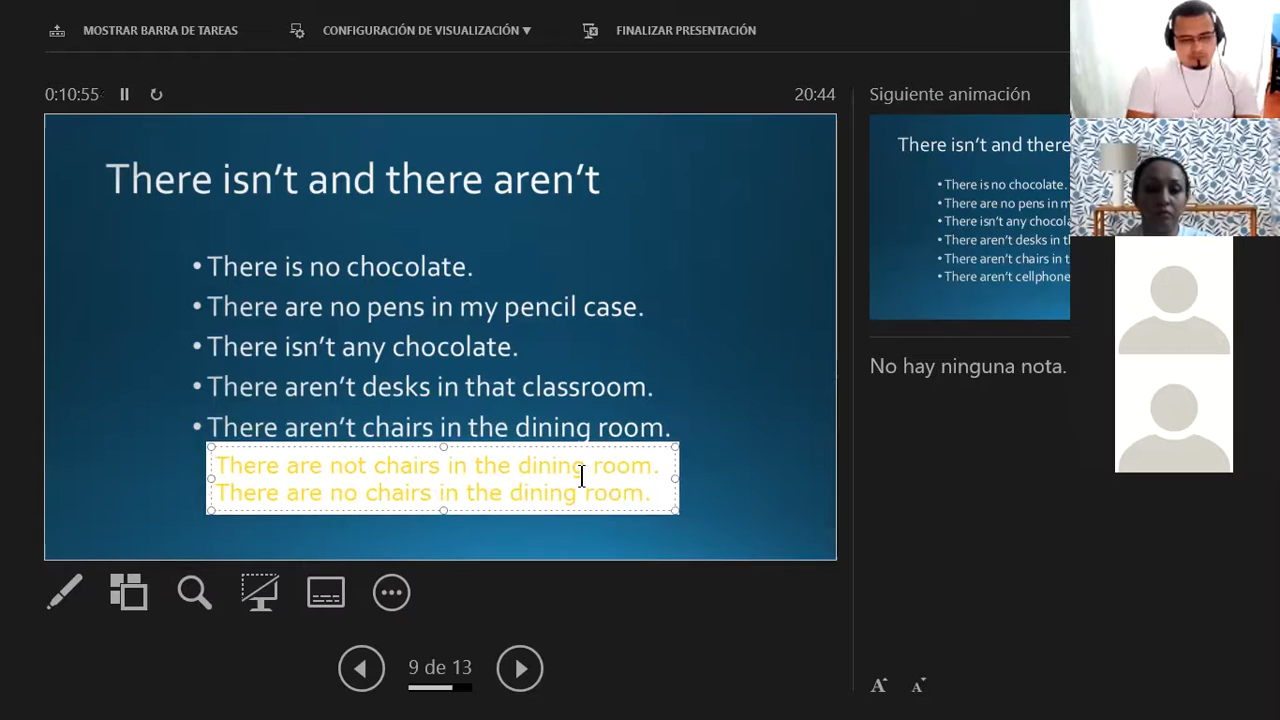 MOSTRAR BARRA DE TAREAS
CONFIGURACIÓN DE VISUALIZACIÓN ▼
FINALIZAR PRESENTACIÓN
0:10:55
20:44
There isn't and there aren't
• There is no chocolate.
• There are no pens in my pencil case.
• There isn't any chocolate.
• There aren't desks in that classroom.
• There aren't chairs in the dining room.
There are not chairs in the dining room.
There are no chairs in the dining room.
9 de 13
Siguiente animación
There isn't and there
• There is no chocolate.
• There are no pens in m
• There isn't any chocola
• There aren't desks in th
• There aren't chairs in t
• There aren't cellphone
No hay ninguna nota.
A A